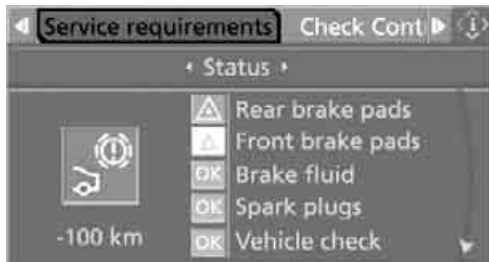 Service requirements Check Cont
Status
Rear brake pads
Front brake pads
OK Brake fluid
OK Spark plugs
-100 km OK Vehicle check